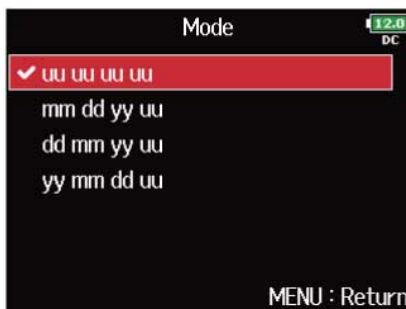 Mode
12.0
DC
✔ uu uu uu uu
mm dd yy uu
dd mm yy uu
yy mm dd uu
MENU : Return